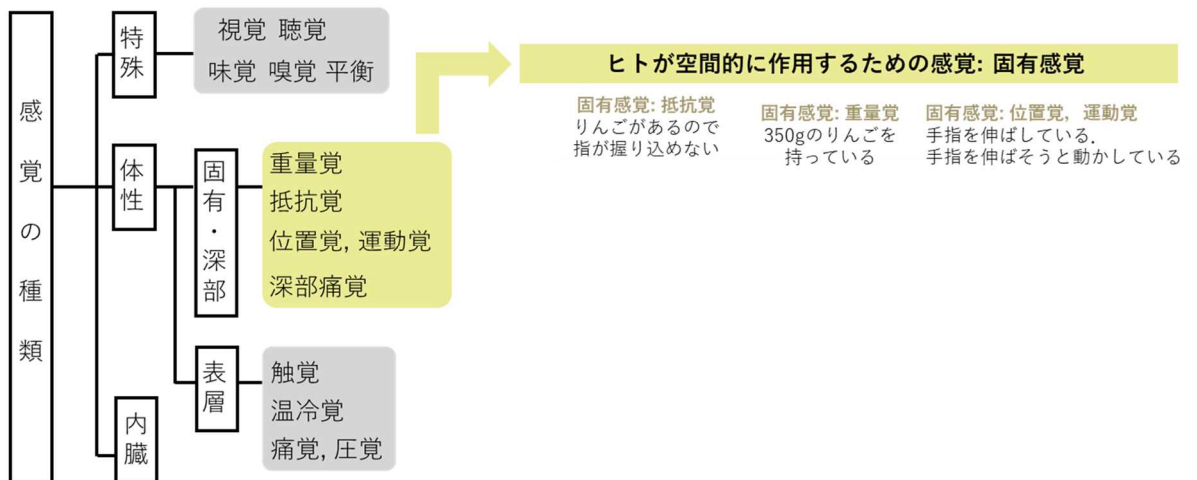 感覚の種類
特殊
視覚 聴覚
味覚 嗅覚 平衡
体性
固有・深部
重量覚
抵抗覚
位置覚, 運動覚
深部痛覚
表層
触覚
温冷覚
痛覚, 圧覚
内臓
ヒトが空間的に作用するための感覚: 固有感覚
固有感覚: 抵抗覚
りんごがあるので
指が握り込めない
固有感覚: 重量覚
350gのりんごを
持っている
固有感覚: 位置覚，運動覚
手指を伸ばしている．
手指を伸ばそうと動かしている